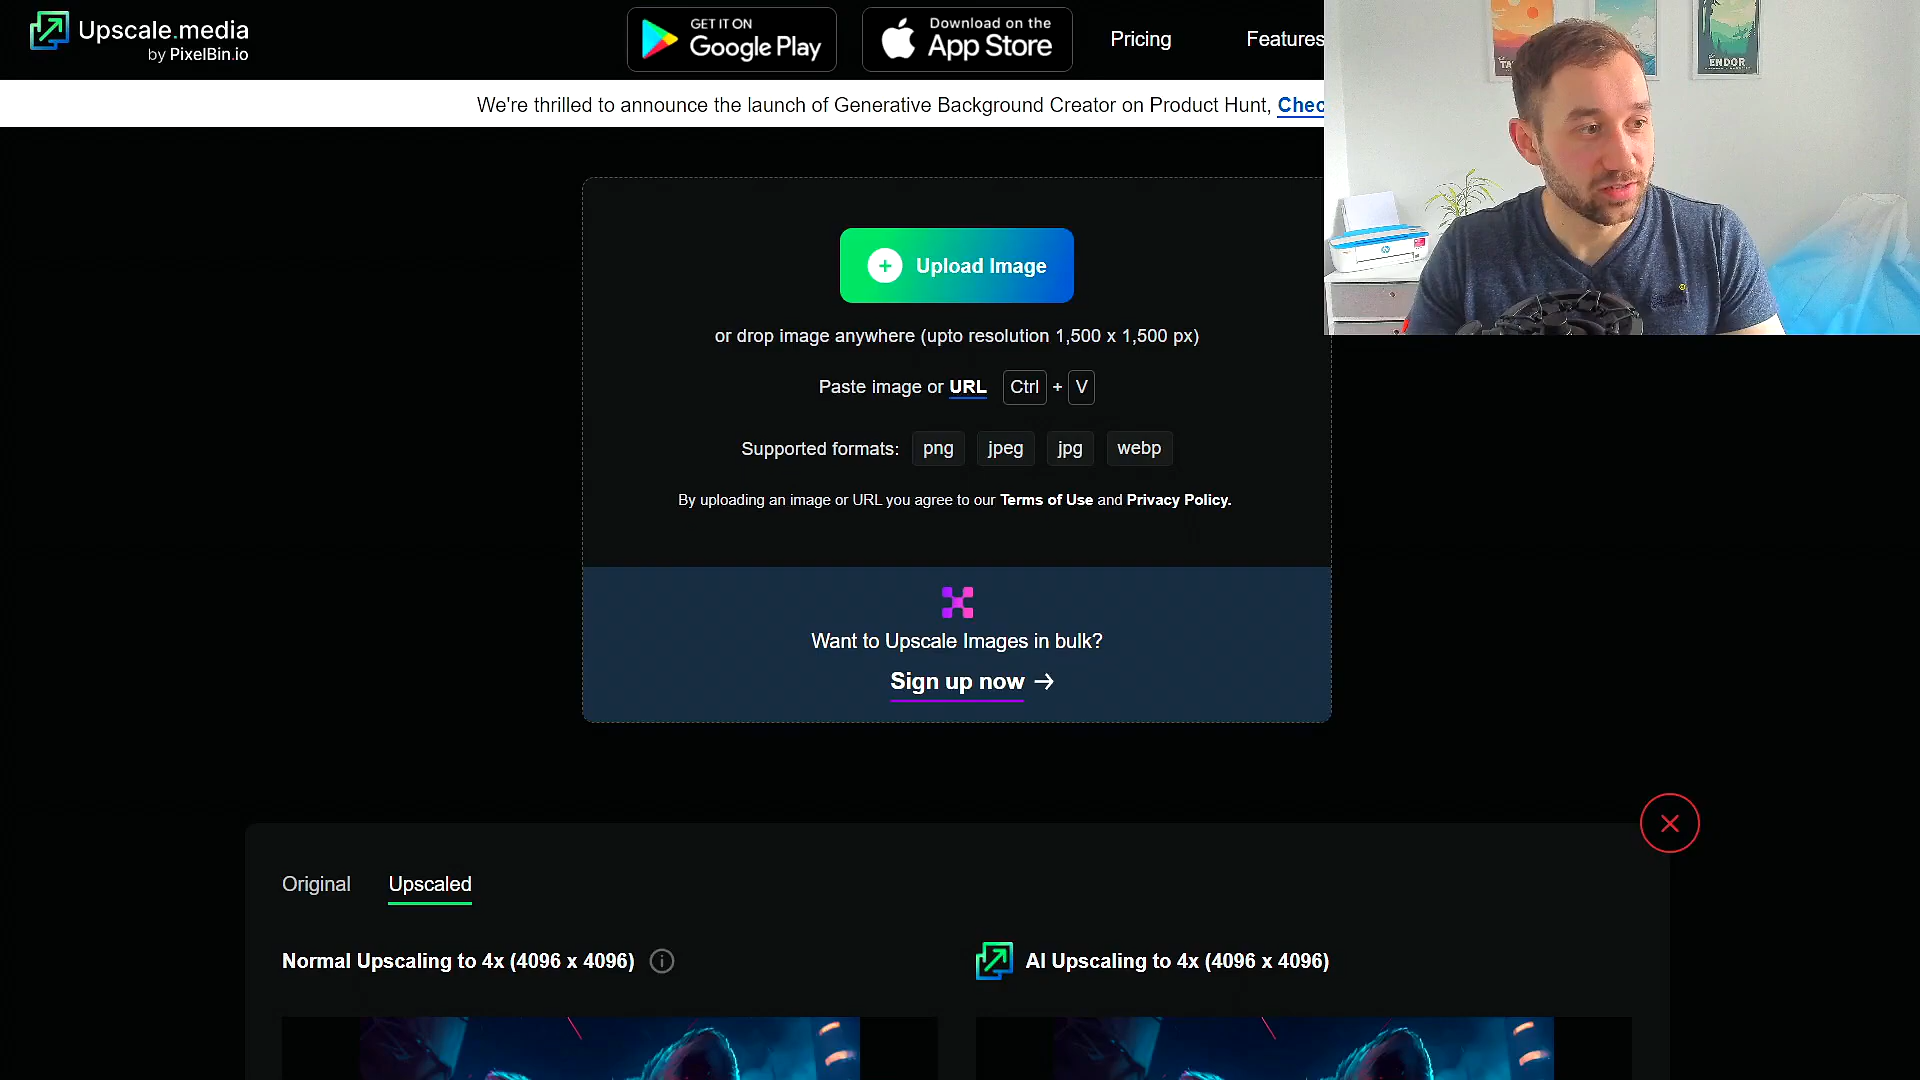 Upscale.media
by PixelBin.io
GET IT ON
Google Play
Download on the
App Store
Pricing
Features
We're thrilled to announce the launch of Generative Background Creator on Product Hunt, Chec
ENDOR
Upload Image
or drop image anywhere (upto resolution 1,500 x 1,500 px)
Paste image or URL Ctrl + V
Supported formats: png jpeg jpg webp
By uploading an image or URL you agree to our Terms of Use and Privacy Policy.
Want to Upscale Images in bulk?
Sign up now →
Original Upscaled
Normal Upscaling to 4x (4096 x 4096)
AI Upscaling to 4x (4096 x 4096)